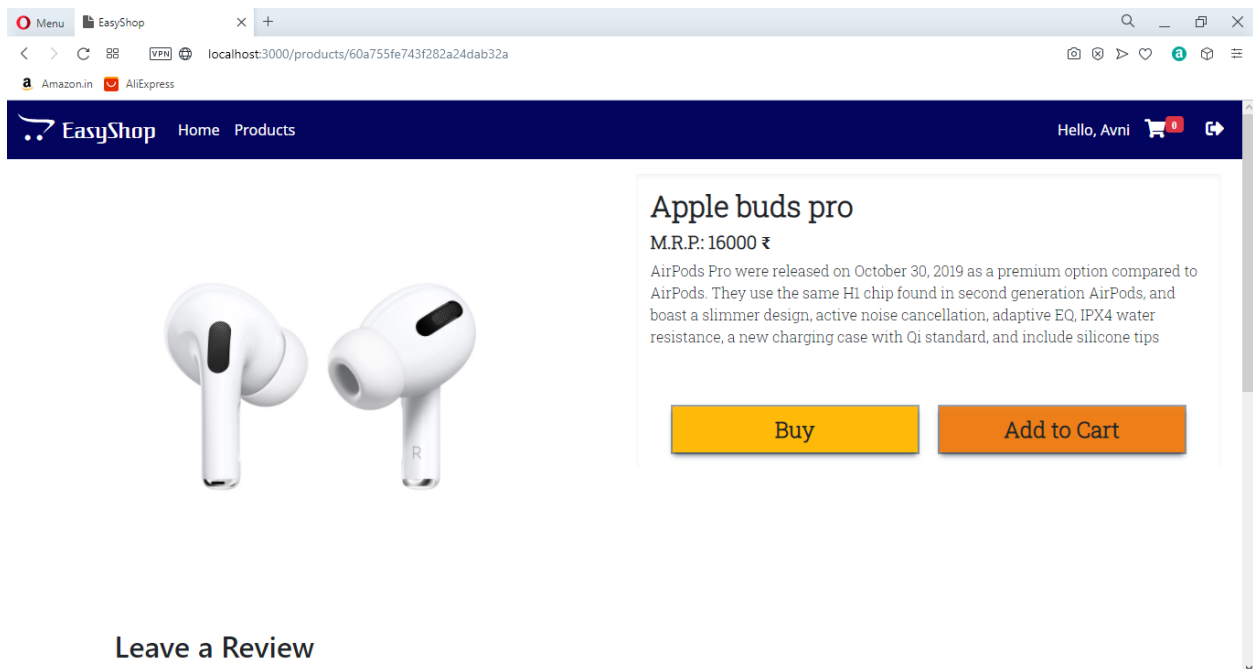 Menu EasyShop
VPN localhost:3000/products/60a755fe743f282a24dab32a
a Amazon.in AliExpress
EasyShop Home Products Hello, Avni 0
Apple buds pro
M.R.P.: 16000 ₹
AirPods Pro were released on October 30, 2019 as a premium option compared to
AirPods. They use the same H1 chip found in second generation AirPods, and
boast a slimmer design, active noise cancellation, adaptive EQ, IPX4 water
resistance, a new charging case with Qi standard, and include silicone tips
R
Buy Add to Cart
Leave a Review